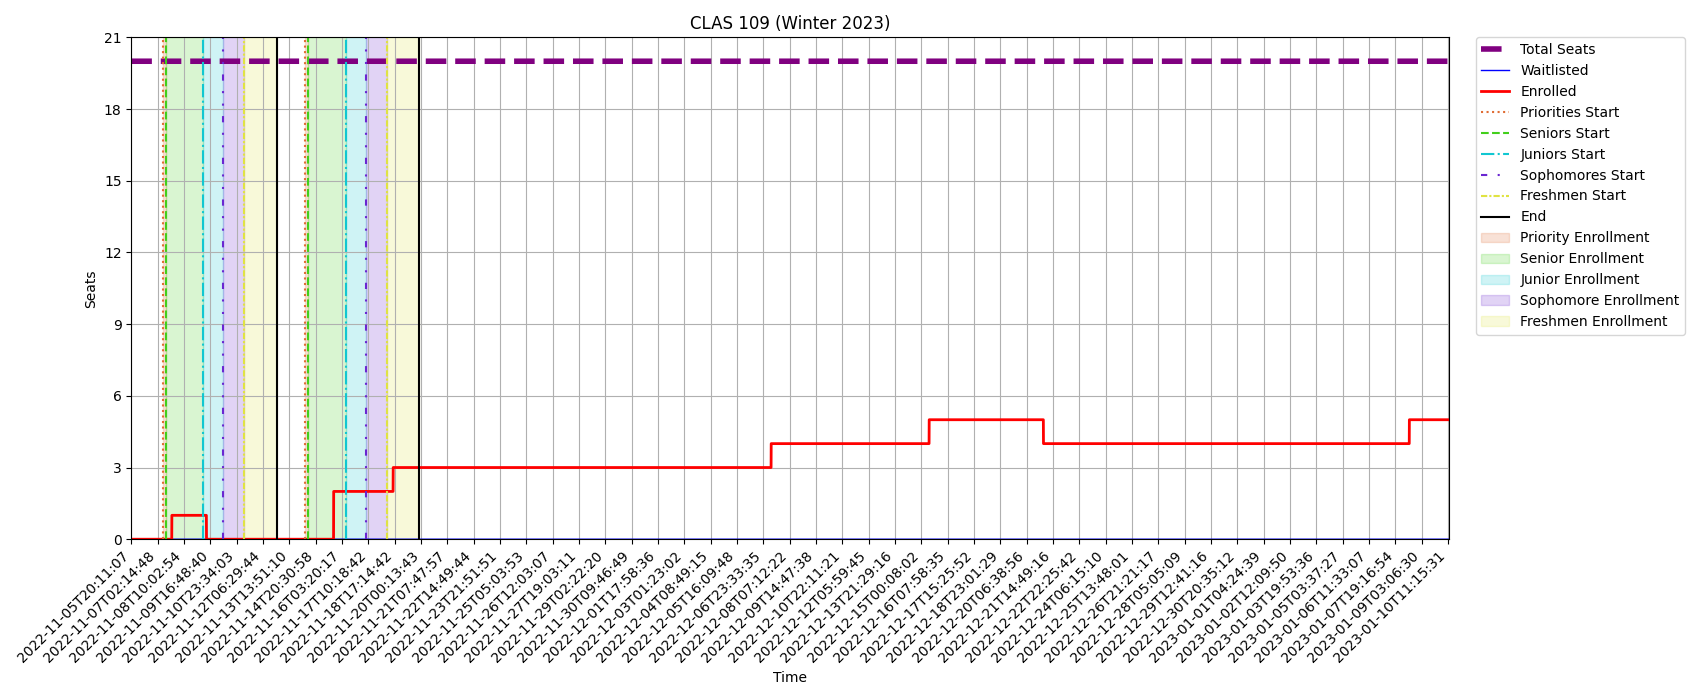 CLAS 109 (Winter 2023)
21
18
15
12
9
6
3
0
Seats
2022-11-05T20:11:07
2022-11-07T02:14:48
2022-11-08T10:02:54
2022-11-09T16:48:40
2022-11-10T23:34:03
2022-11-12T06:29:44
2022-11-13T13:51:10
2022-11-14T20:30:58
2022-11-16T03:20:17
2022-11-17T10:18:42
2022-11-18T17:14:42
2022-11-20T00:13:43
2022-11-21T07:47:57
2022-11-22T14:49:44
2022-11-23T21:51:51
2022-11-25T05:03:53
2022-11-26T12:03:07
2022-11-27T19:03:11
2022-11-29T02:22:20
2022-11-30T09:46:49
2022-12-01T17:58:36
2022-12-03T01:23:02
2022-12-04T08:49:15
2022-12-05T16:09:48
2022-12-06T23:33:35
2022-12-08T07:12:22
2022-12-09T14:47:38
2022-12-10T22:11:21
2022-12-12T05:59:45
2022-12-13T21:29:16
2022-12-15T00:08:02
2022-12-16T07:58:35
2022-12-17T15:25:52
2022-12-18T23:01:29
2022-12-20T06:38:56
2022-12-21T14:49:16
2022-12-22T22:25:42
2022-12-24T06:15:10
2022-12-25T13:48:01
2022-12-26T21:21:17
2022-12-28T05:05:09
2022-12-29T12:41:16
2022-12-30T20:35:12
2023-01-01T04:24:39
2023-01-02T12:09:50
2023-01-03T19:53:36
2023-01-05T03:37:27
2023-01-06T11:33:07
2023-01-07T19:16:54
2023-01-09T03:06:30
2023-01-10T11:15:31
Time
Total Seats
Waitlisted
Enrolled
Priorities Start
Seniors Start
Juniors Start
Sophomores Start
Freshmen Start
End
Priority Enrollment
Senior Enrollment
Junior Enrollment
Sophomore Enrollment
Freshmen Enrollment